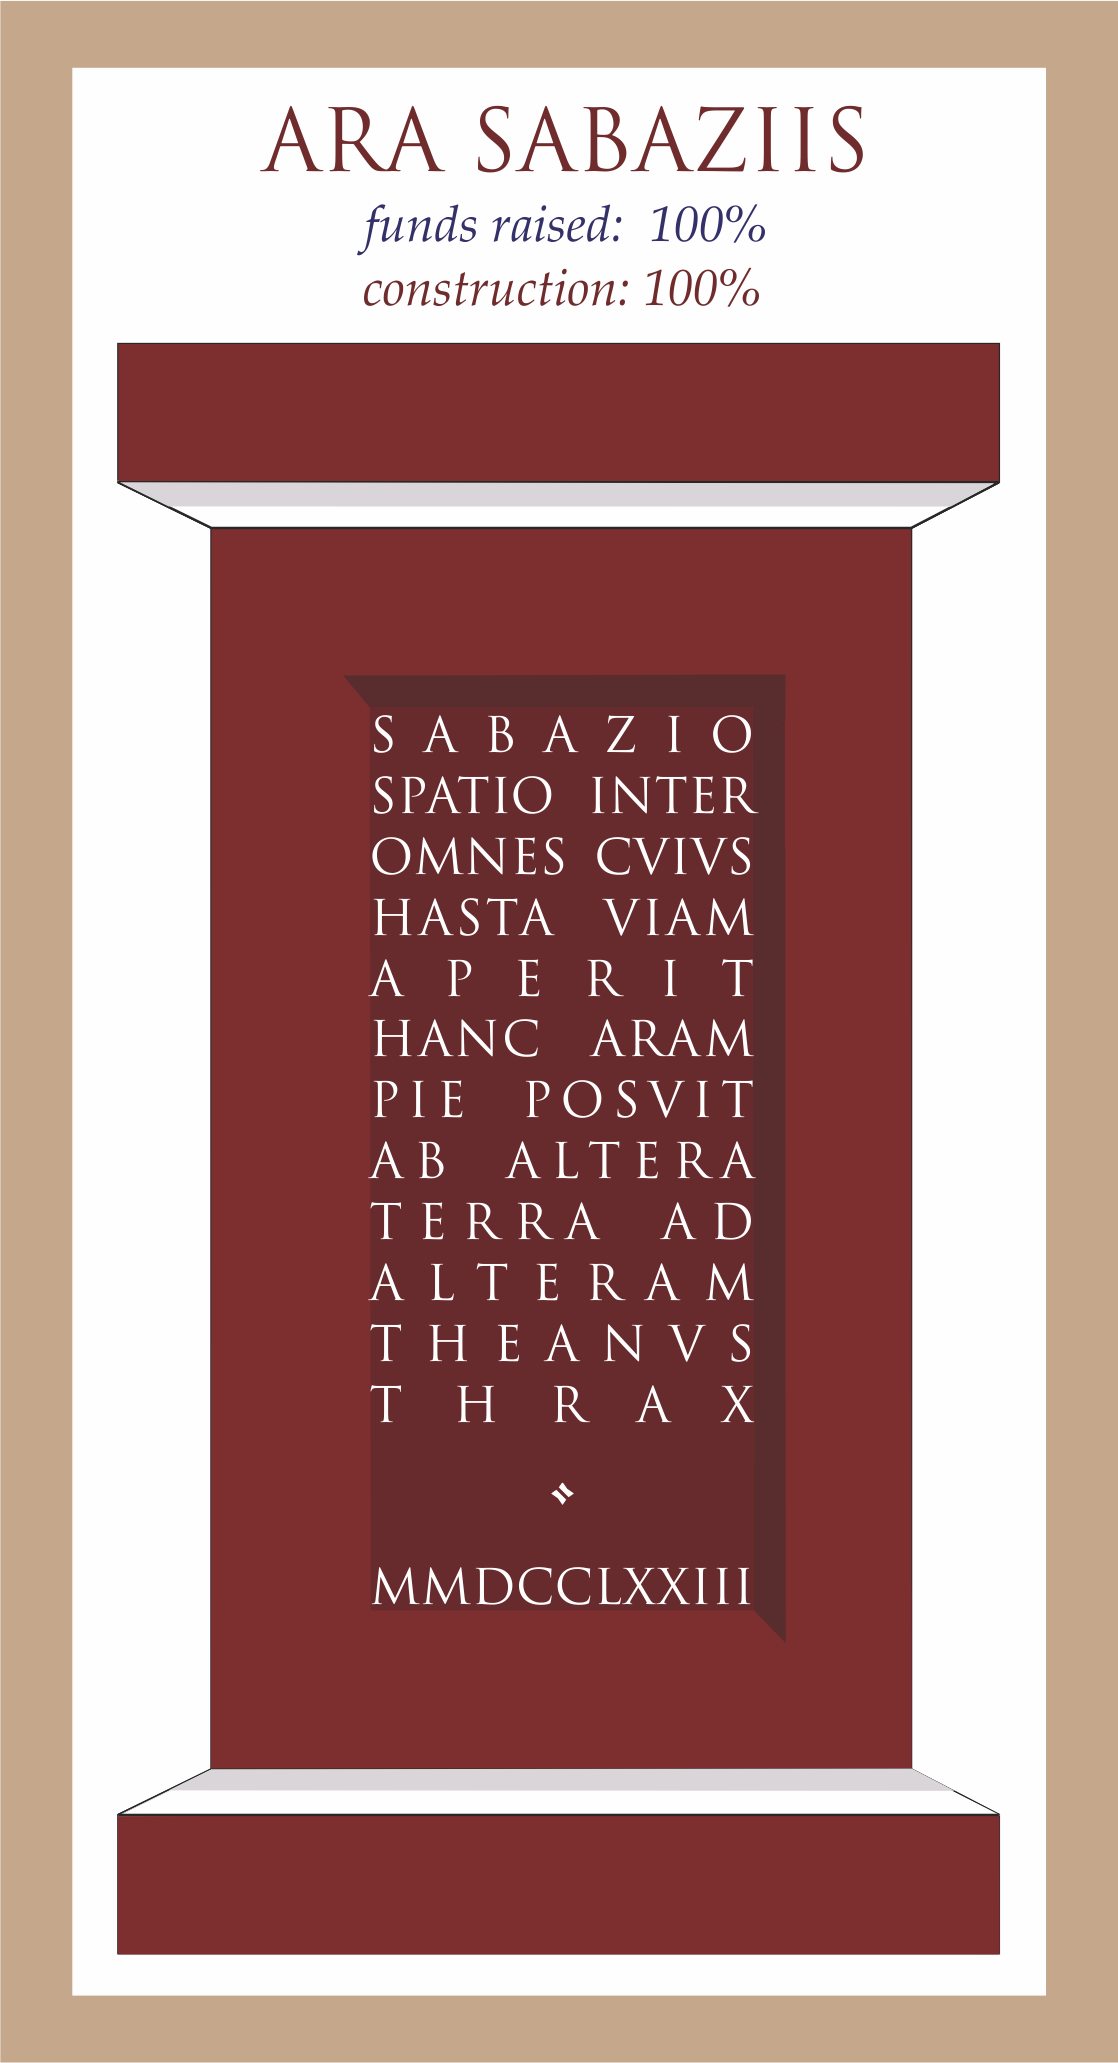 ARA SABAZIIS
funds raised: 100%
construction: 100%
SABAZIO
SPATIO INTER
OMNES CVIVS
HASTA VIAM
APERIT
HANC ARAM
PIE POSVIT
AB ALTERA
TERRA AD
ALTERAM
THEANVS
THRAX
MMDCCLXXIII